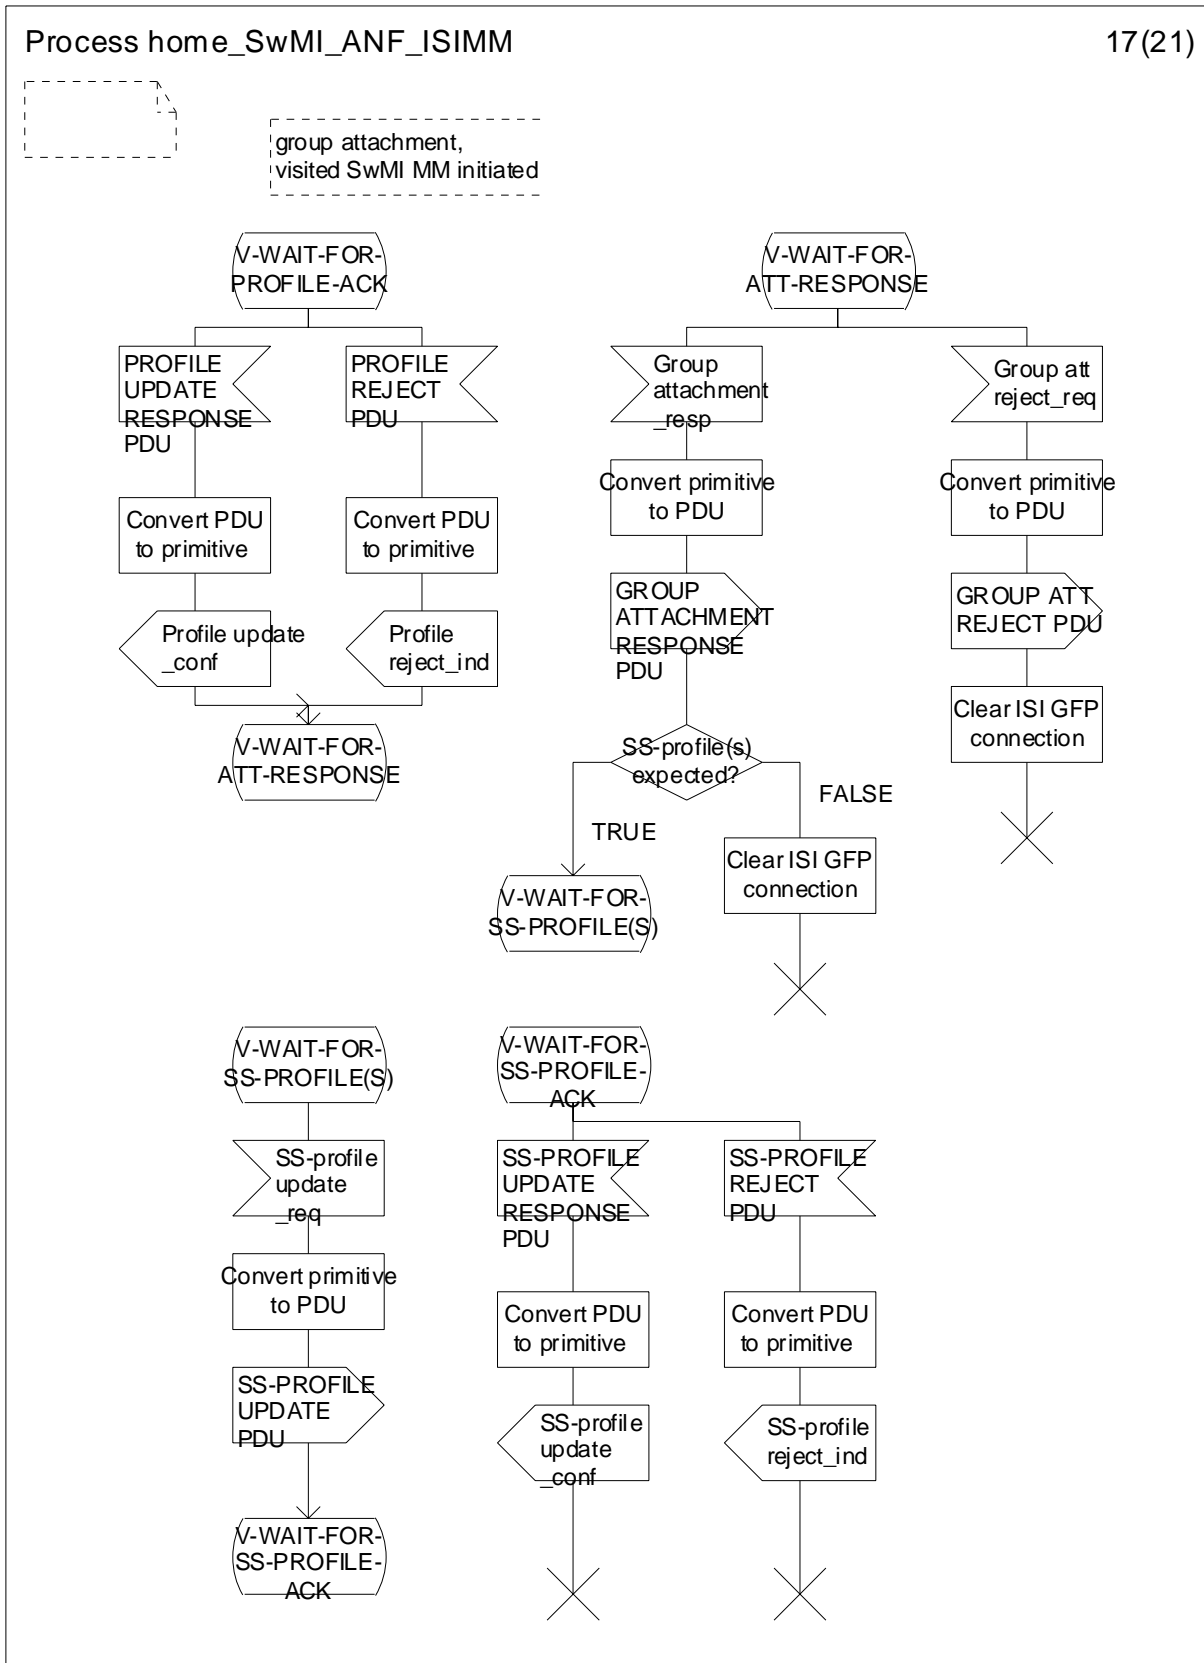 Process home_SwMI_ANF_ISIMM
17(21)
group attachment,
visited SwMI MM initiated
V-WAIT-FOR-
PROFILE-ACK
PROFILE
UPDATE
RESPONSE
PDU
PROFILE
REJECT
PDU
Convert PDU
to primitive
Convert PDU
to primitive
Profile update
_conf
Profile
reject_ind
V-WAIT-FOR-
ATT-RESPONSE
V-WAIT-FOR-
ATT-RESPONSE
Group
attachment
_resp
Group att
reject_req
Convert primitive
to PDU
Convert primitive
to PDU
GROUP
ATTACHMENT
RESPONSE
PDU
GROUP ATT
REJECT PDU
Clear ISI GFP
connection
SS-profile(s)
expected?
FALSE
TRUE
Clear ISI GFP
connection
V-WAIT-FOR-
SS-PROFILE(S)
V-WAIT-FOR-
SS-PROFILE(S)
SS-profile
update
_req
Convert primitive
to PDU
SS-PROFILE
UPDATE
PDU
V-WAIT-FOR-
SS-PROFILE-
ACK
V-WAIT-FOR-
SS-PROFILE-
ACK
SS-PROFILE
UPDATE
RESPONSE
PDU
SS-PROFILE
REJECT
PDU
Convert PDU
to primitive
Convert PDU
to primitive
SS-profile
update
_conf
SS-profile
reject_ind